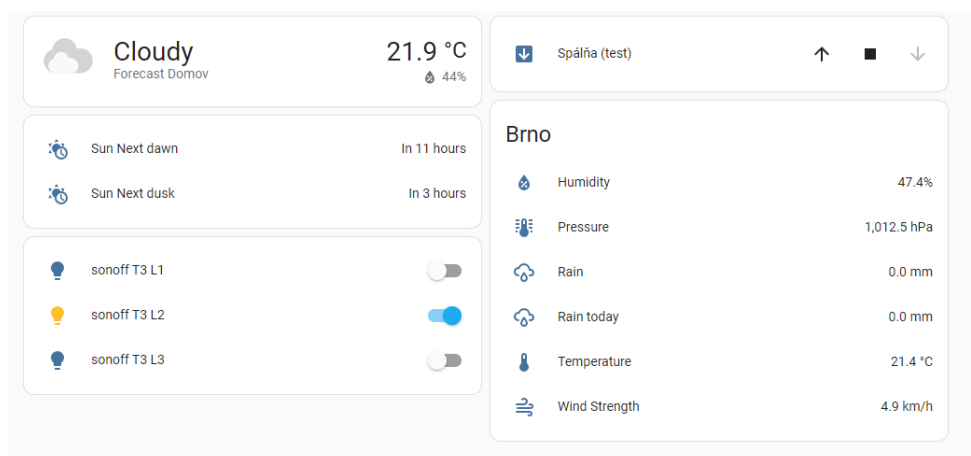 Cloudy
Forecast Domov
21.9 °C
44%
Sun Next dawn In 11 hours
Sun Next dusk In 3 hours
sonoff T3 L1
sonoff T3 L2
sonoff T3 L3
Spálňa (test)
Brno
Humidity 47.4%
Pressure 1,012.5 hPa
Rain 0.0 mm
Rain today 0.0 mm
Temperature 21.4 °C
Wind Strength 4.9 km/h